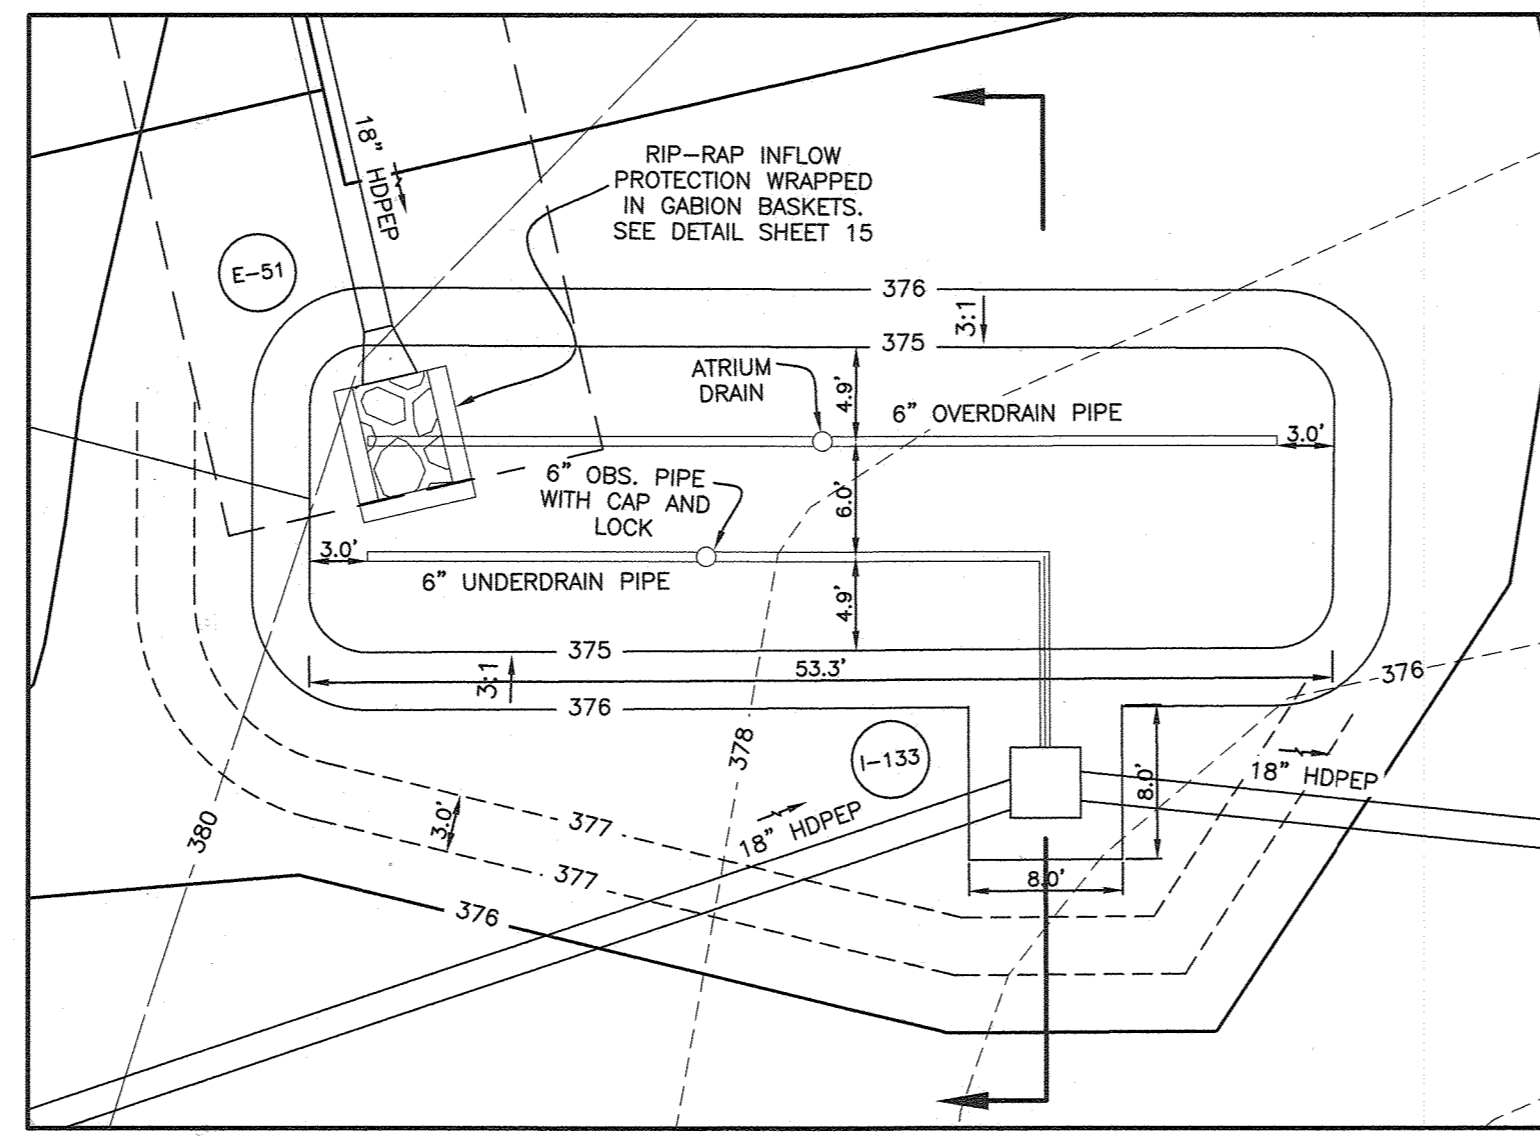 18" HDPEP
RIP-RAP INFLOW
PROTECTION WRAPPED
IN GABION BASKETS.
SEE DETAIL SHEET 15
E-51
376
3:1
375
ATRIUM
DRAIN
4.9'
6" OVERDRAIN PIPE
3.0'
6" OBS. PIPE
WITH CAP AND
LOCK
6.0'
3.0'
6" UNDERDRAIN PIPE
4.9'
375
53.3'
3:1
376
376
378
I-133
18" HDPEP
8.0'
18" HDPEP
380
3.0'
377
377
8.0'
376